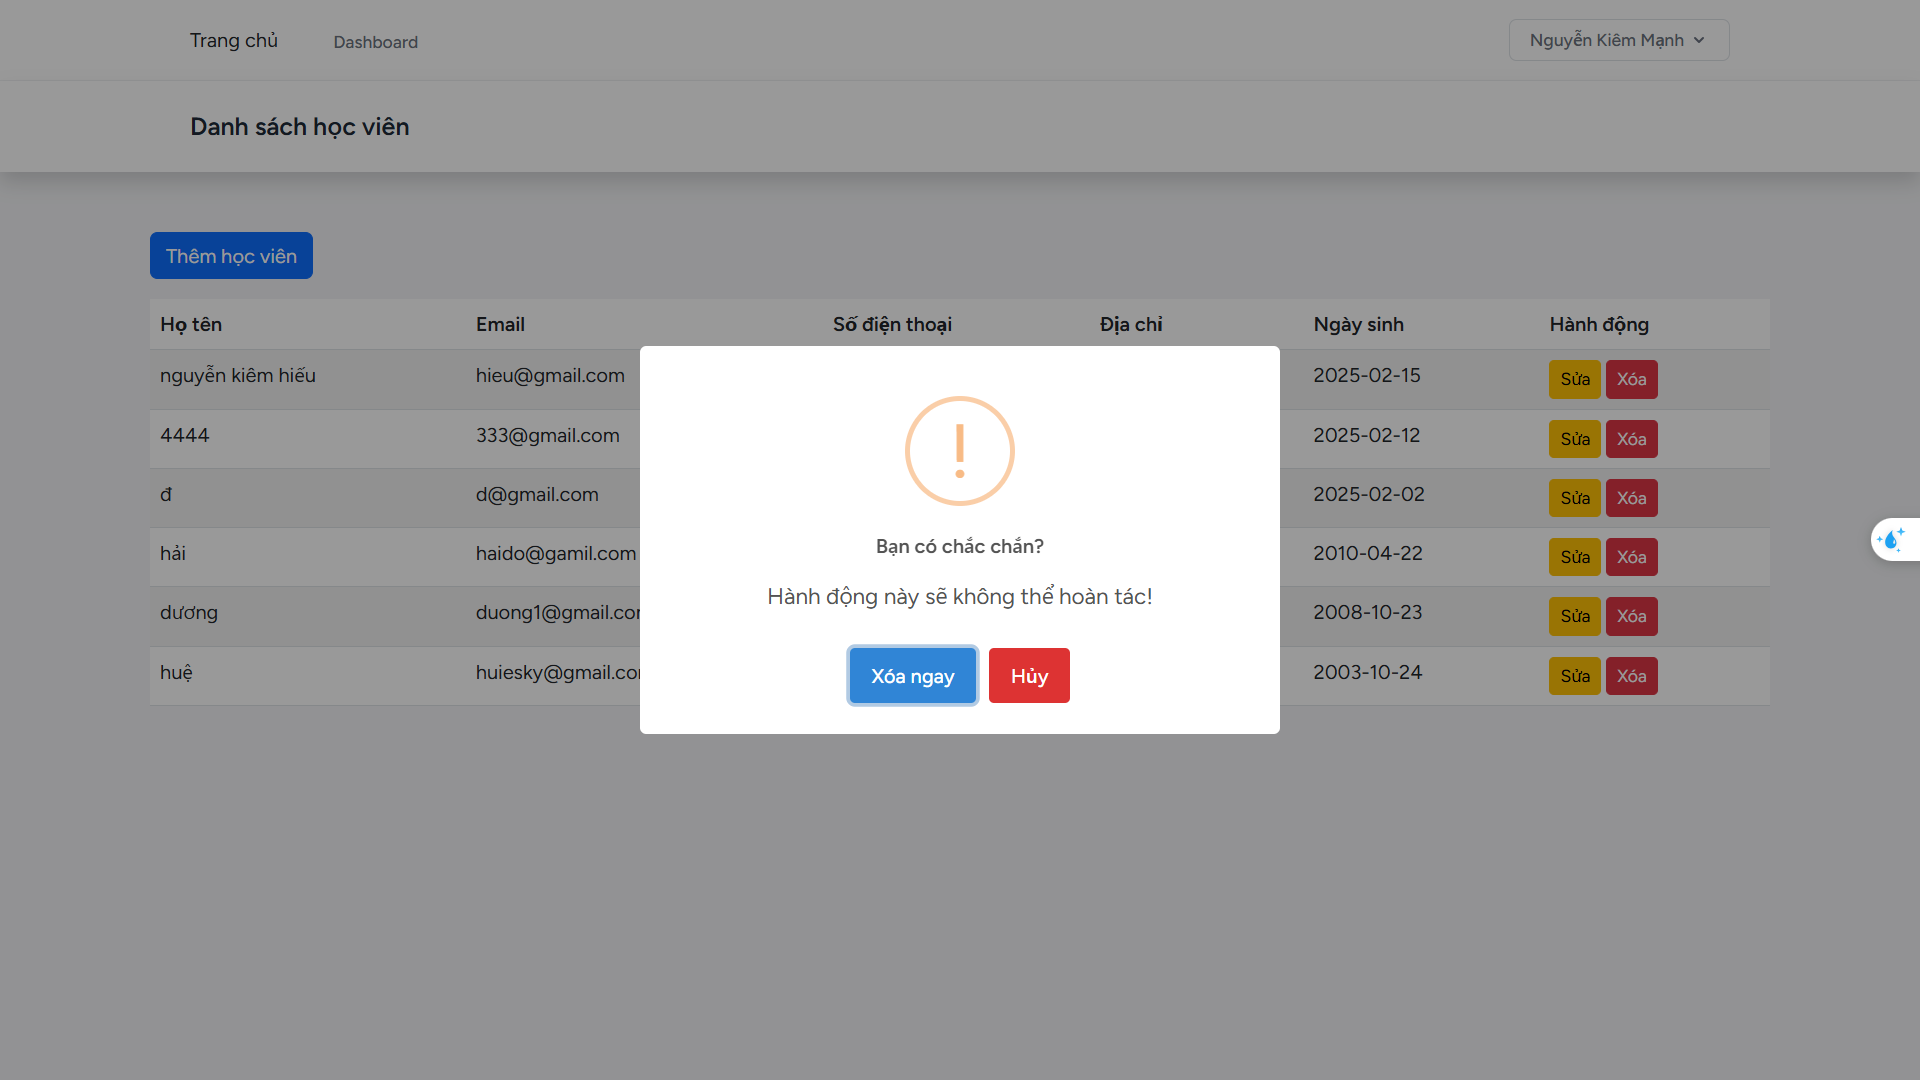 Trang chủ Dashboard Nguyễn Kiêm Mạnh
Danh sách học viên
Thêm học viên
Họ tên Email Số điện thoại Địa chỉ Ngày sinh Hành động
nguyễn kiêm hiếu hieu@gmail.com 2025-02-15 Sửa Xóa
4444 333@gmail.com 2025-02-12 Sửa Xóa
đ d@gmail.com 2025-02-02 Sửa Xóa
hải haido@gamil.com 2010-04-22 Sửa Xóa
dương duong1@gmail.co 2008-10-23 Sửa Xóa
huệ huiesky@gmail.co 2003-10-24 Sửa Xóa
!
Bạn có chắc chắn?
Hành động này sẽ không thể hoàn tác!
Xóa ngay Hủy